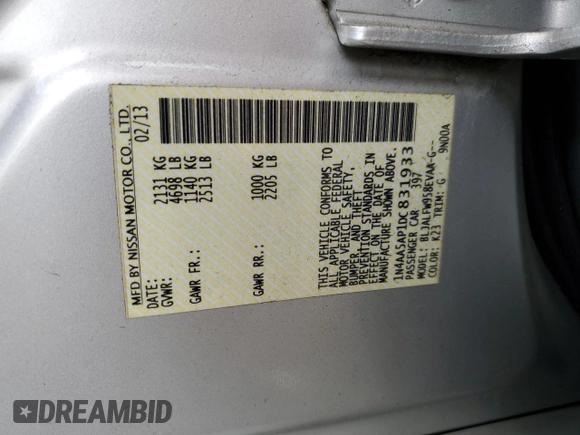 MFD BY NISSAN MOTOR CO., LTD.
DATE: 02/13
GVWR: 2131 KG
4698 LB
GAWR FR.: 1140 KG
2513 LB
GAWR RR.: 1000 KG
2205 LB
THIS VEHICLE CONFORMS TO
ALL APPLICABLE FEDERAL
MOTOR VEHICLE SAFETY,
BUMPER, AND THEFT
PREVENTION STANDARDS IN
EFFECT ON THE DATE OF
MANUFACTURE SHOWN ABOVE.
1N4AA5AP1DC831933
PASSENGER CAR 397
MODEL: BLJALFW958EVAA-G--
COLOR: K23 TRIM: G 9N00A
DREAMBID